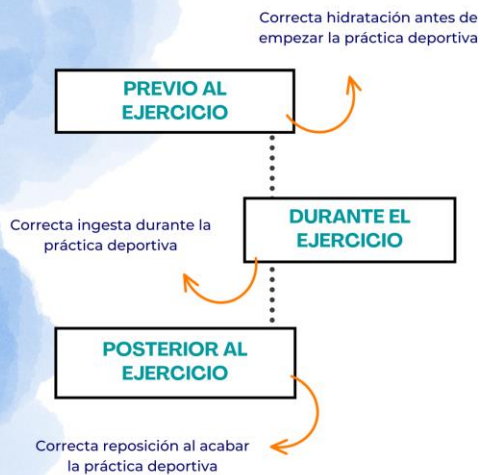 Correcta hidratación antes de
empezar la práctica deportiva
PREVIO AL
EJERCICIO
DURANTE EL
EJERCICIO
Correcta ingesta durante la
práctica deportiva
POSTERIOR AL
EJERCICIO
Correcta reposición al acabar
la práctica deportiva